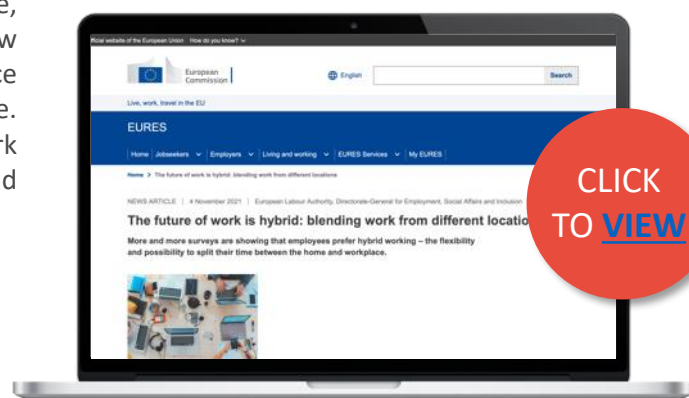 e,
w
ce
e.
rk
d
official website of the European Union How do you know?
European
Commission
English
Search
Live, work, travel in the EU
EURES
Home Jobseekers Employers Living and working EURES Services My EURES
Home > The future of work is hybrid: blending work from different locations
NEWS ARTICLE | 4 November 2021 | European Labour Authority, Directorate-General for Employment, Social Affairs and Inclusion
The future of work is hybrid: blending work from different locatio
More and more surveys are showing that employees prefer hybrid working – the flexibility
and possibility to split their time between the home and workplace.
CLICK
TO VIEW